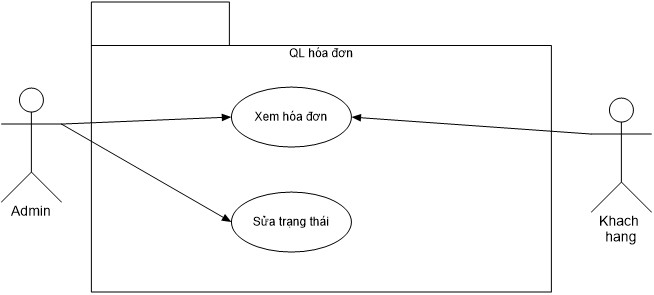 QL hóa đơn
Xem hóa đơn
Sửa trạng thái
Admin
Khach
hang